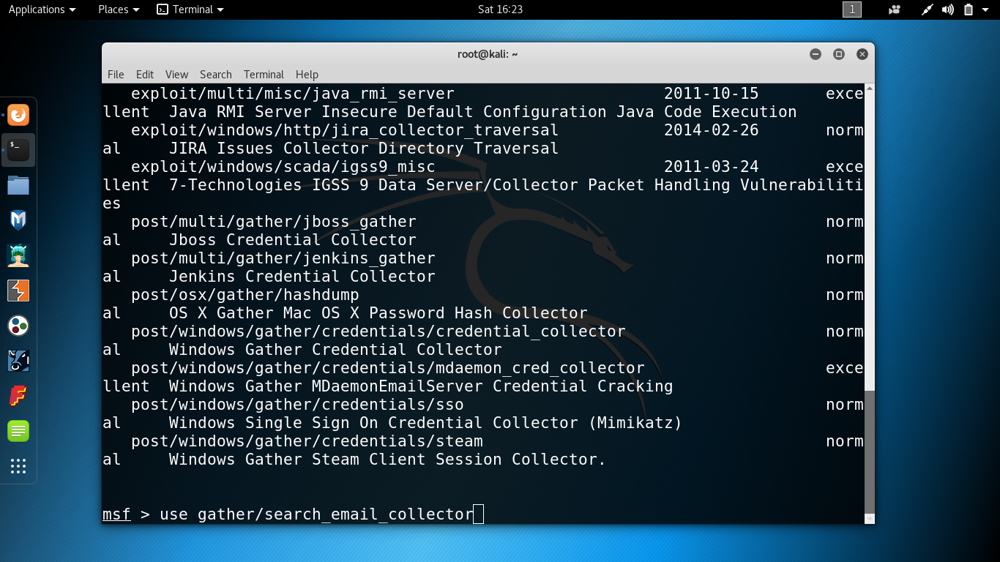 Applications Places Terminal Sat 16:23 1
root@kali: ~
File Edit View Search Terminal Help
exploit/multi/misc/java_rmi_server 2011-10-15 exce
llent Java RMI Server Insecure Default Configuration Java Code Execution
exploit/windows/http/jira_collector_traversal 2014-02-26 norm
al JIRA Issues Collector Directory Traversal
exploit/windows/scada/igss9_misc 2011-03-24 exce
llent 7-Technologies IGSS 9 Data Server/Collector Packet Handling Vulnerabiliti
es
post/multi/gather/jboss_gather norm
al Jboss Credential Collector
post/multi/gather/jenkins_gather norm
al Jenkins Credential Collector
post/osx/gather/hashdump norm
al OS X Gather Mac OS X Password Hash Collector
post/windows/gather/credentials/credential_collector norm
al Windows Gather Credential Collector
post/windows/gather/credentials/mdaemon_cred_collector exce
llent Windows Gather MDaemonEmailServer Credential Cracking
post/windows/gather/credentials/sso norm
al Windows Single Sign On Credential Collector (Mimikatz)
post/windows/gather/credentials/steam norm
al Windows Gather Steam Client Session Collector.
msf > use gather/search_email_collector